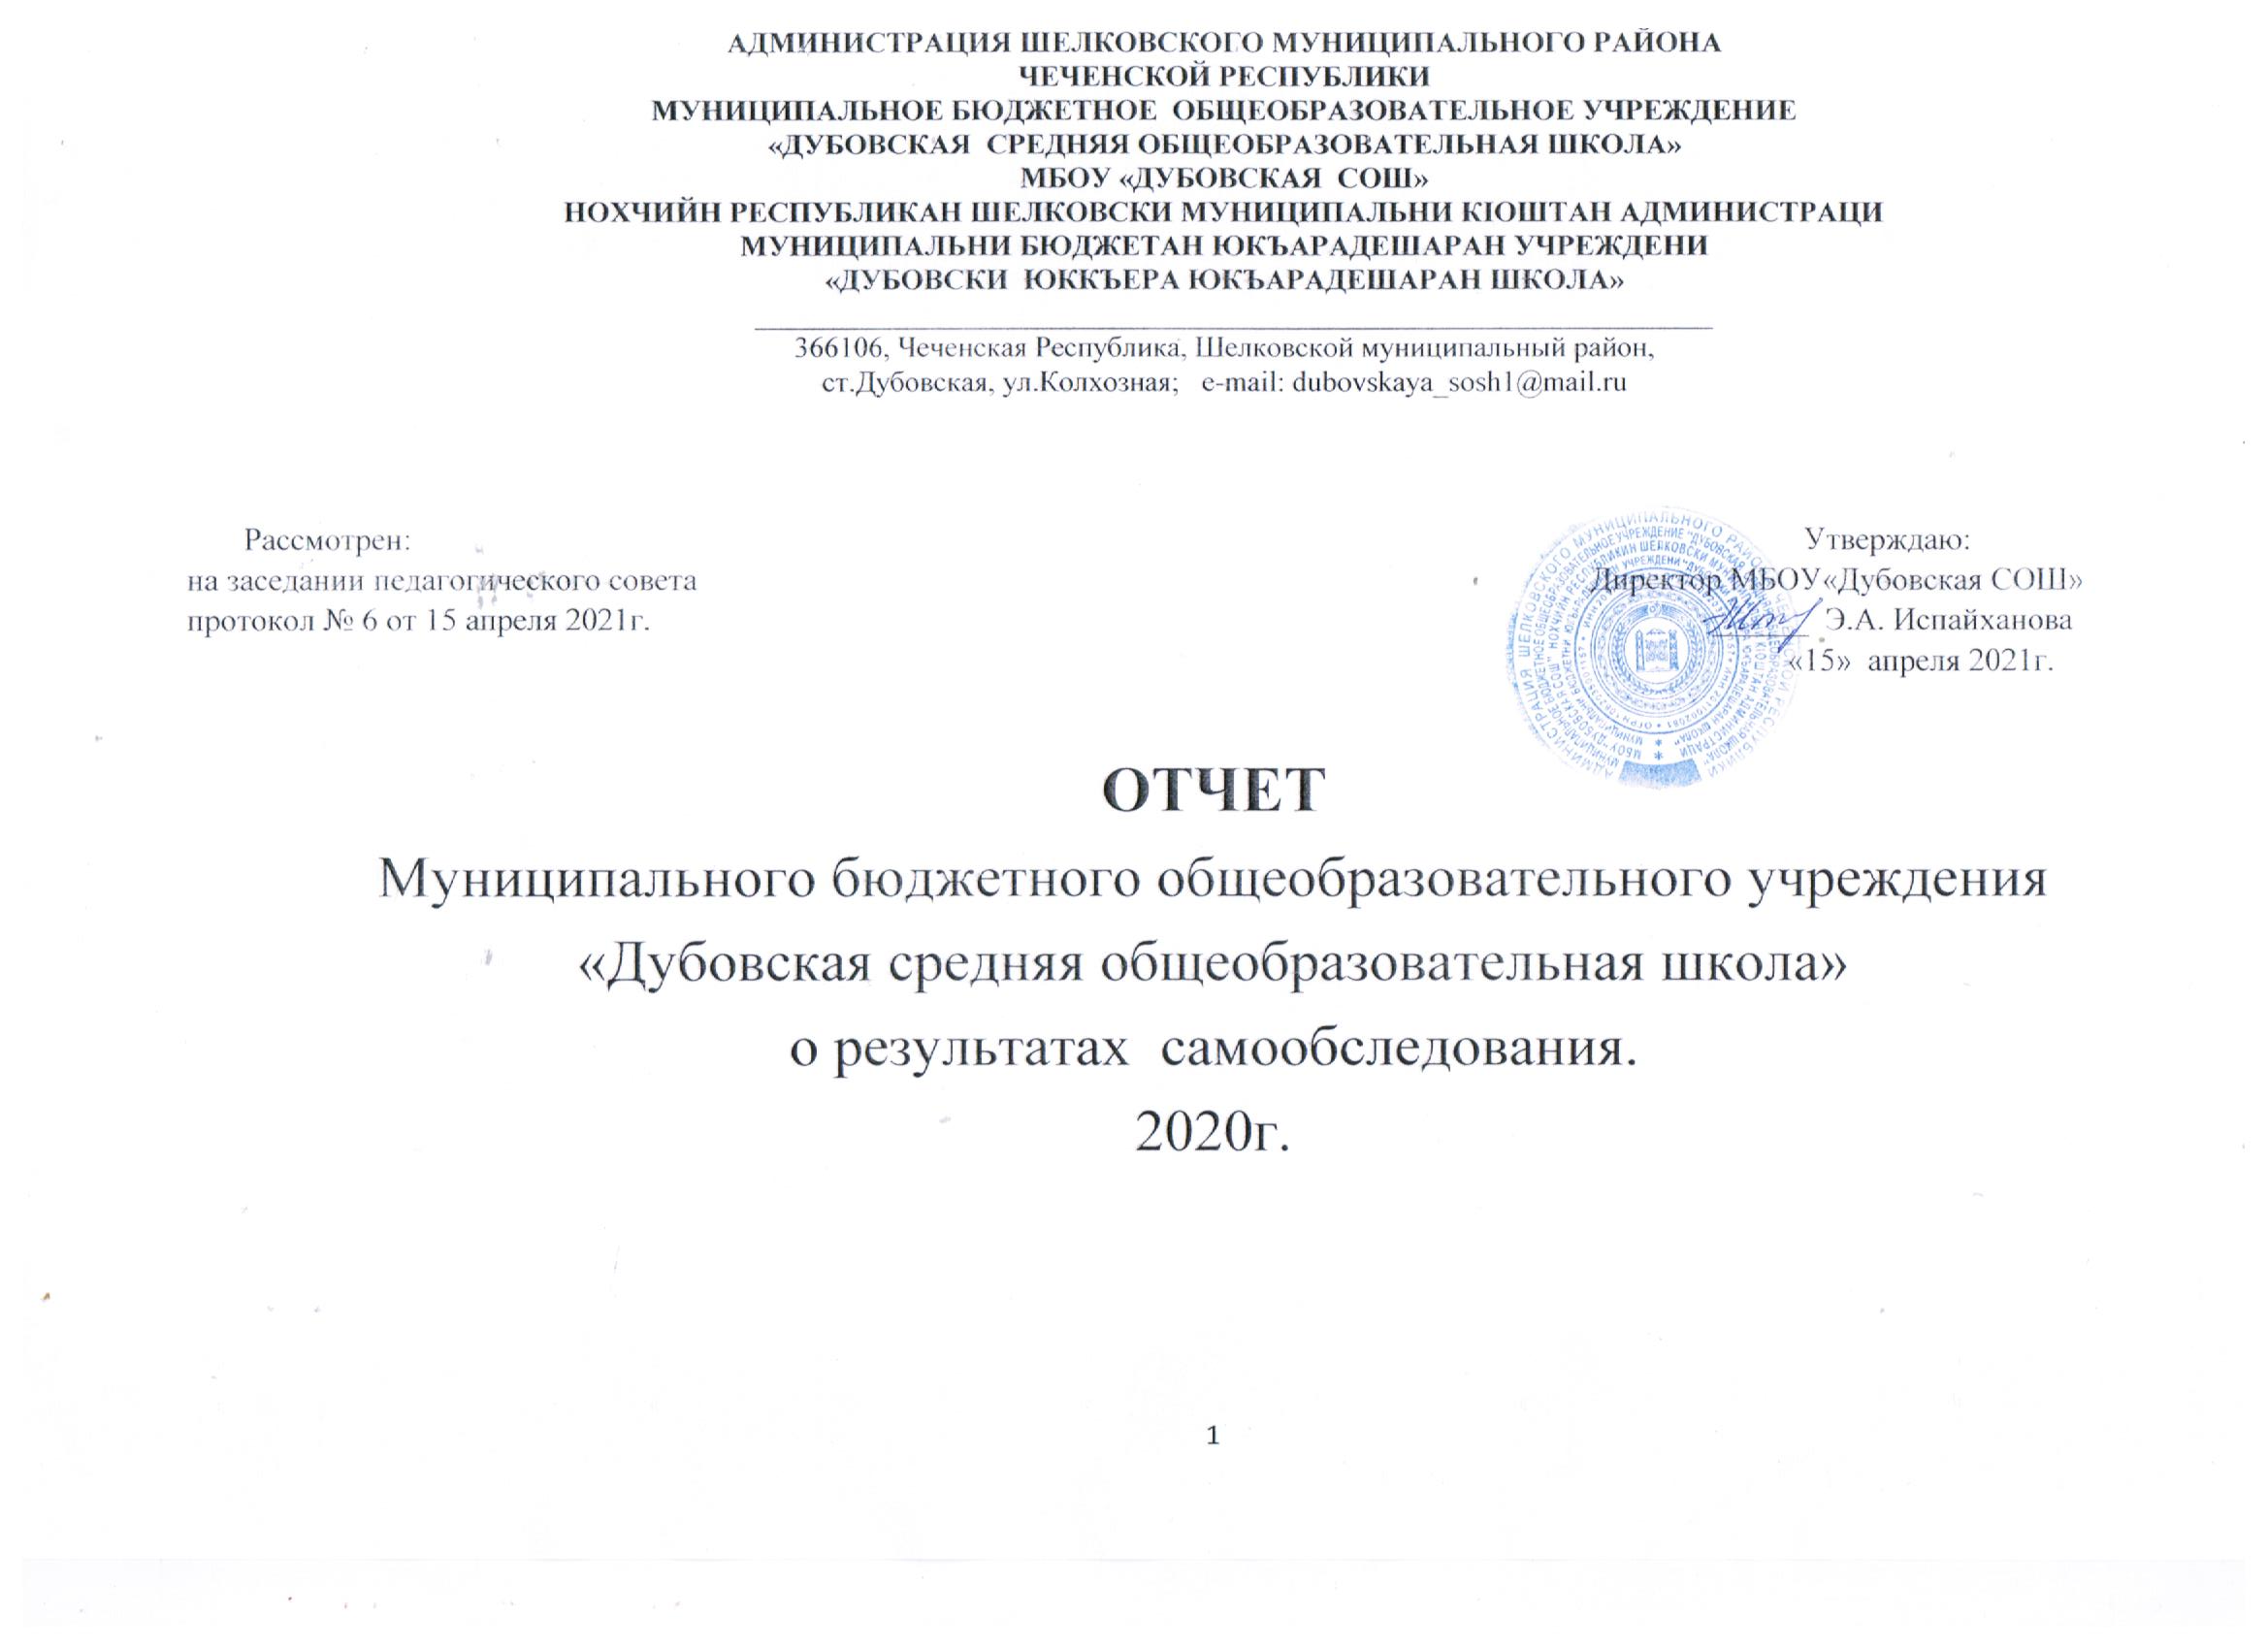 АДМИНИСТРАЦИЯ ШЕЛКОВСКОГО МУНИЦИПАЛЬНОГО РАЙОНА
ЧЕЧЕНСКОЙ РЕСПУБЛИКИ
МУНИЦИПАЛЬНОЕ БЮДЖЕТНОЕ ОБЩЕОБРАЗОВАТЕЛЬНОЕ УЧРЕЖДЕНИЕ
«ДУБОВСКАЯ СРЕДНЯЯ ОБЩЕОБРАЗОВАТЕЛЬНАЯ ШКОЛА»
МБОУ «ДУБОВСКАЯ СОШ»
НОХЧИЙН РЕСПУБЛИКАН ШЕЛКОВСКИ МУНИЦИПАЛЬНИ КІОШТАН АДМИНИСТРАЦИ
МУНИЦИПАЛЬНИ БЮДЖЕТАН ЮКЪАРАДЕШАРАН УЧРЕЖДЕНИ
«ДУБОВСКИ ЮККЪЕРА ЮКЪАРАДЕШАРАН ШКОЛА»
366106, Чеченская Республика, Шелковской муниципальный район,
ст.Дубовская, ул.Колхозная; e-mail: dubovskaya_sosh1@mail.ru
Рассмотрен:
на заседании педагогического совета
протокол № 6 от 15 апреля 2021г.
Утверждаю:
Директор МБОУ«Дубовская СОШ»
Э.А. Испайханова
«15» апреля 2021г.
ОТЧЕТ
Муниципального бюджетного общеобразовательного учреждения
«Дубовская средняя общеобразовательная школа»
о результатах самообследования.
2020г.
1